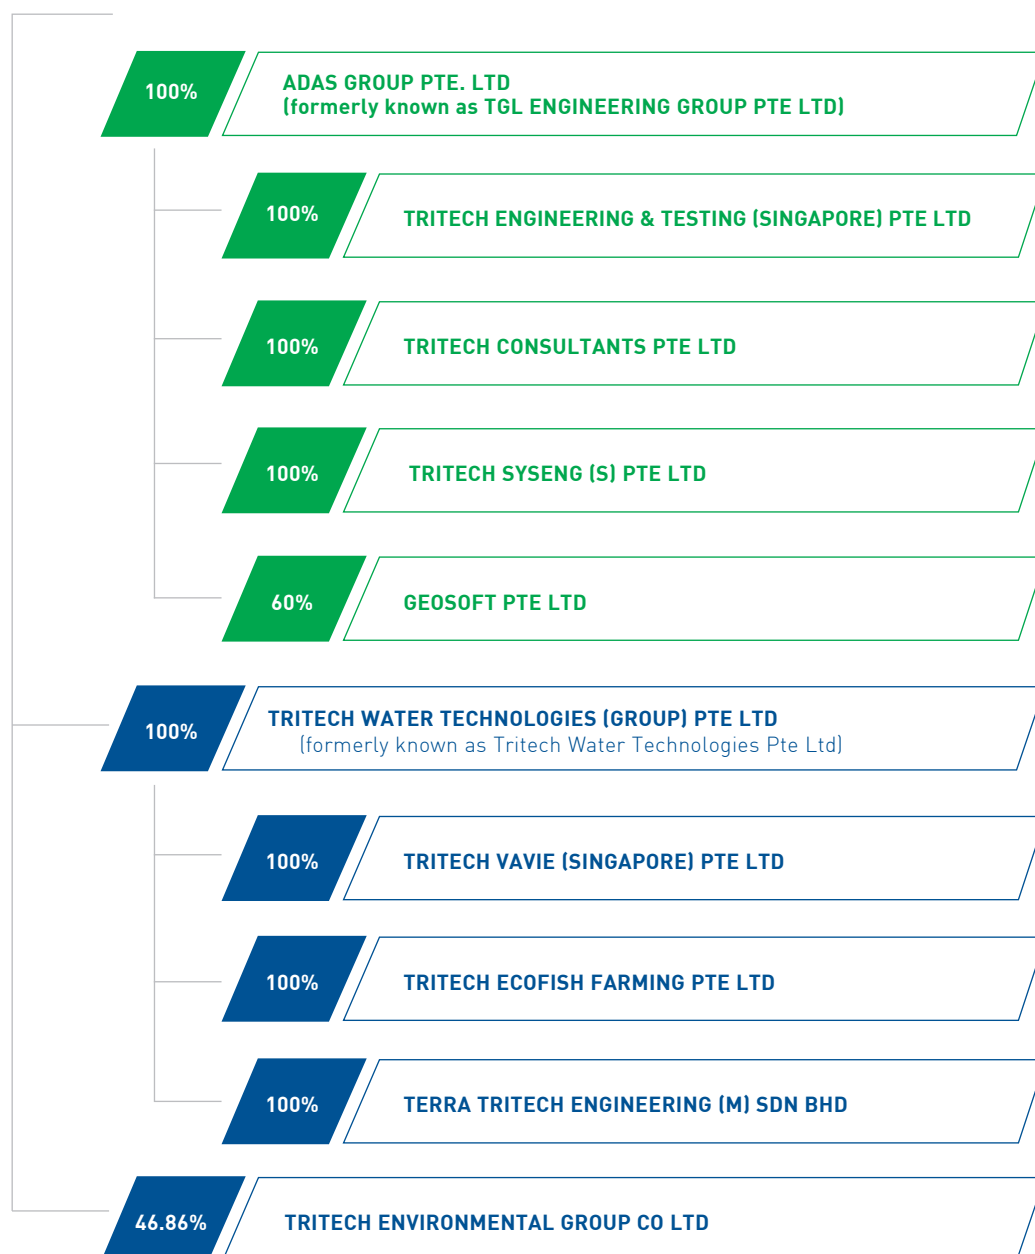 100%
ADAS GROUP PTE. LTD
(formerly known as TGL ENGINEERING GROUP PTE LTD)
100%
TRITECH ENGINEERING & TESTING (SINGAPORE) PTE LTD
100%
TRITECH CONSULTANTS PTE LTD
100%
TRITECH SYSENG (S) PTE LTD
60%
GEOSOFT PTE LTD
100%
TRITECH WATER TECHNOLOGIES (GROUP) PTE LTD
(formerly known as Tritech Water Technologies Pte Ltd)
100%
TRITECH VAVIE (SINGAPORE) PTE LTD
100%
TRITECH ECOFISH FARMING PTE LTD
100%
TERRA TRITECH ENGINEERING (M) SDN BHD
46.86%
TRITECH ENVIRONMENTAL GROUP CO LTD